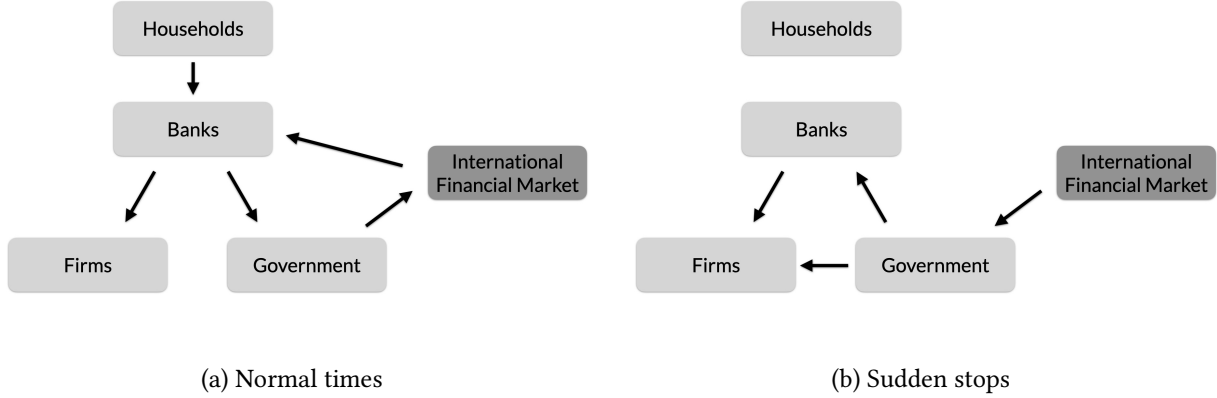 Households
Banks
International
Financial Market
Firms
Government
(a) Normal times
Households
Banks
International
Financial Market
Firms
Government
(b) Sudden stops